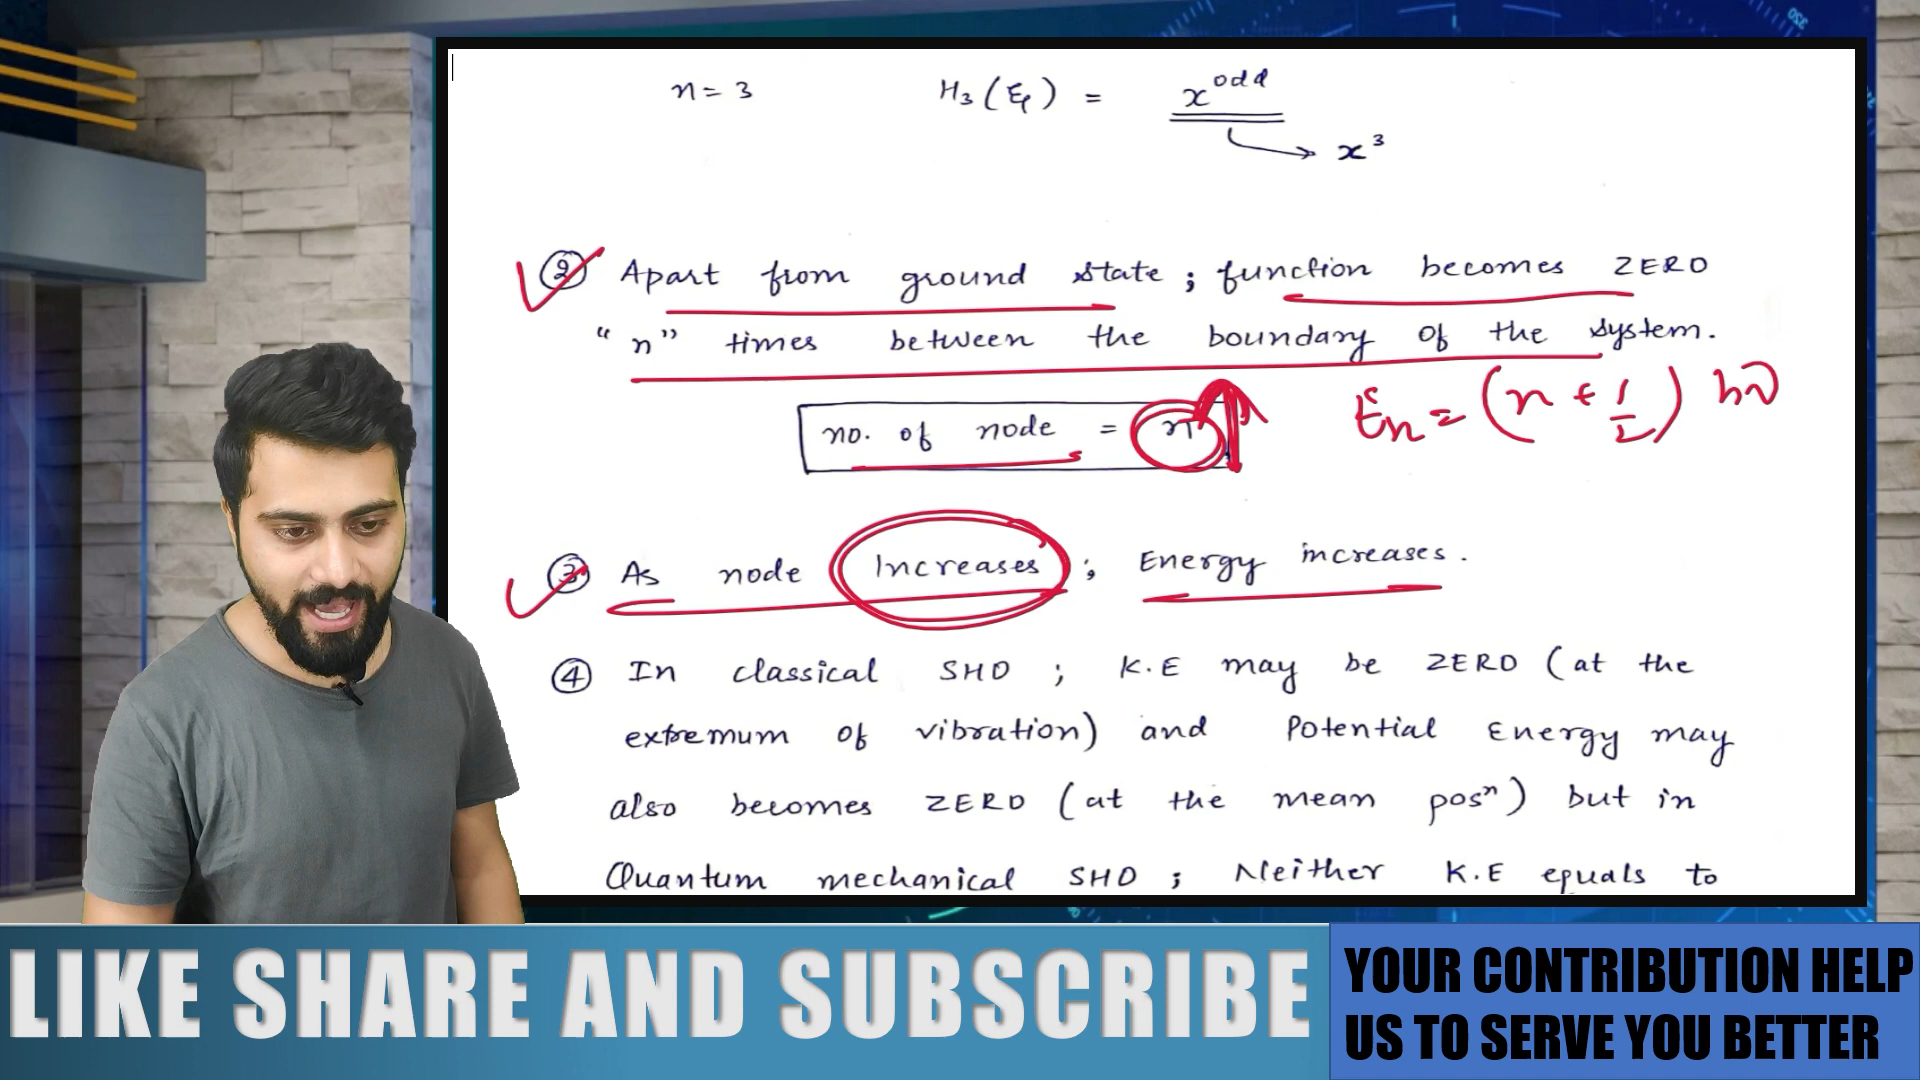 n = 3 H₃(ξ) = x^odd
→ x³
② Apart from ground state ; function becomes ZERO
"n" times between the boundary of the system.
no. of node = n
Eₙ = (n + 1/2) hν
③ As node Increases ; Energy increases.
④ In classical SHO ; K.E may be ZERO (at the
extremum of vibration) and Potential Energy may
also becomes ZERO (at the mean posⁿ) but in
Quantum mechanical SHO ; Neither K.E equals to
LIKE SHARE AND SUBSCRIBE
YOUR CONTRIBUTION HELP
US TO SERVE YOU BETTER